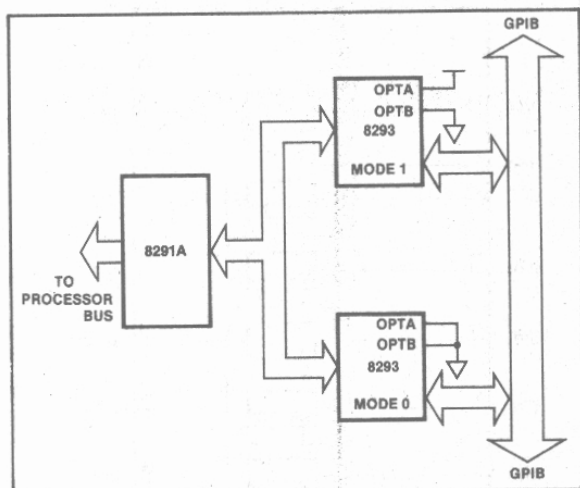 GPIB
OPTA
OPTB
8293
MODE 1
8291A
TO
PROCESSOR
BUS
OPTA
OPTB
8293
MODE 0
GPIB